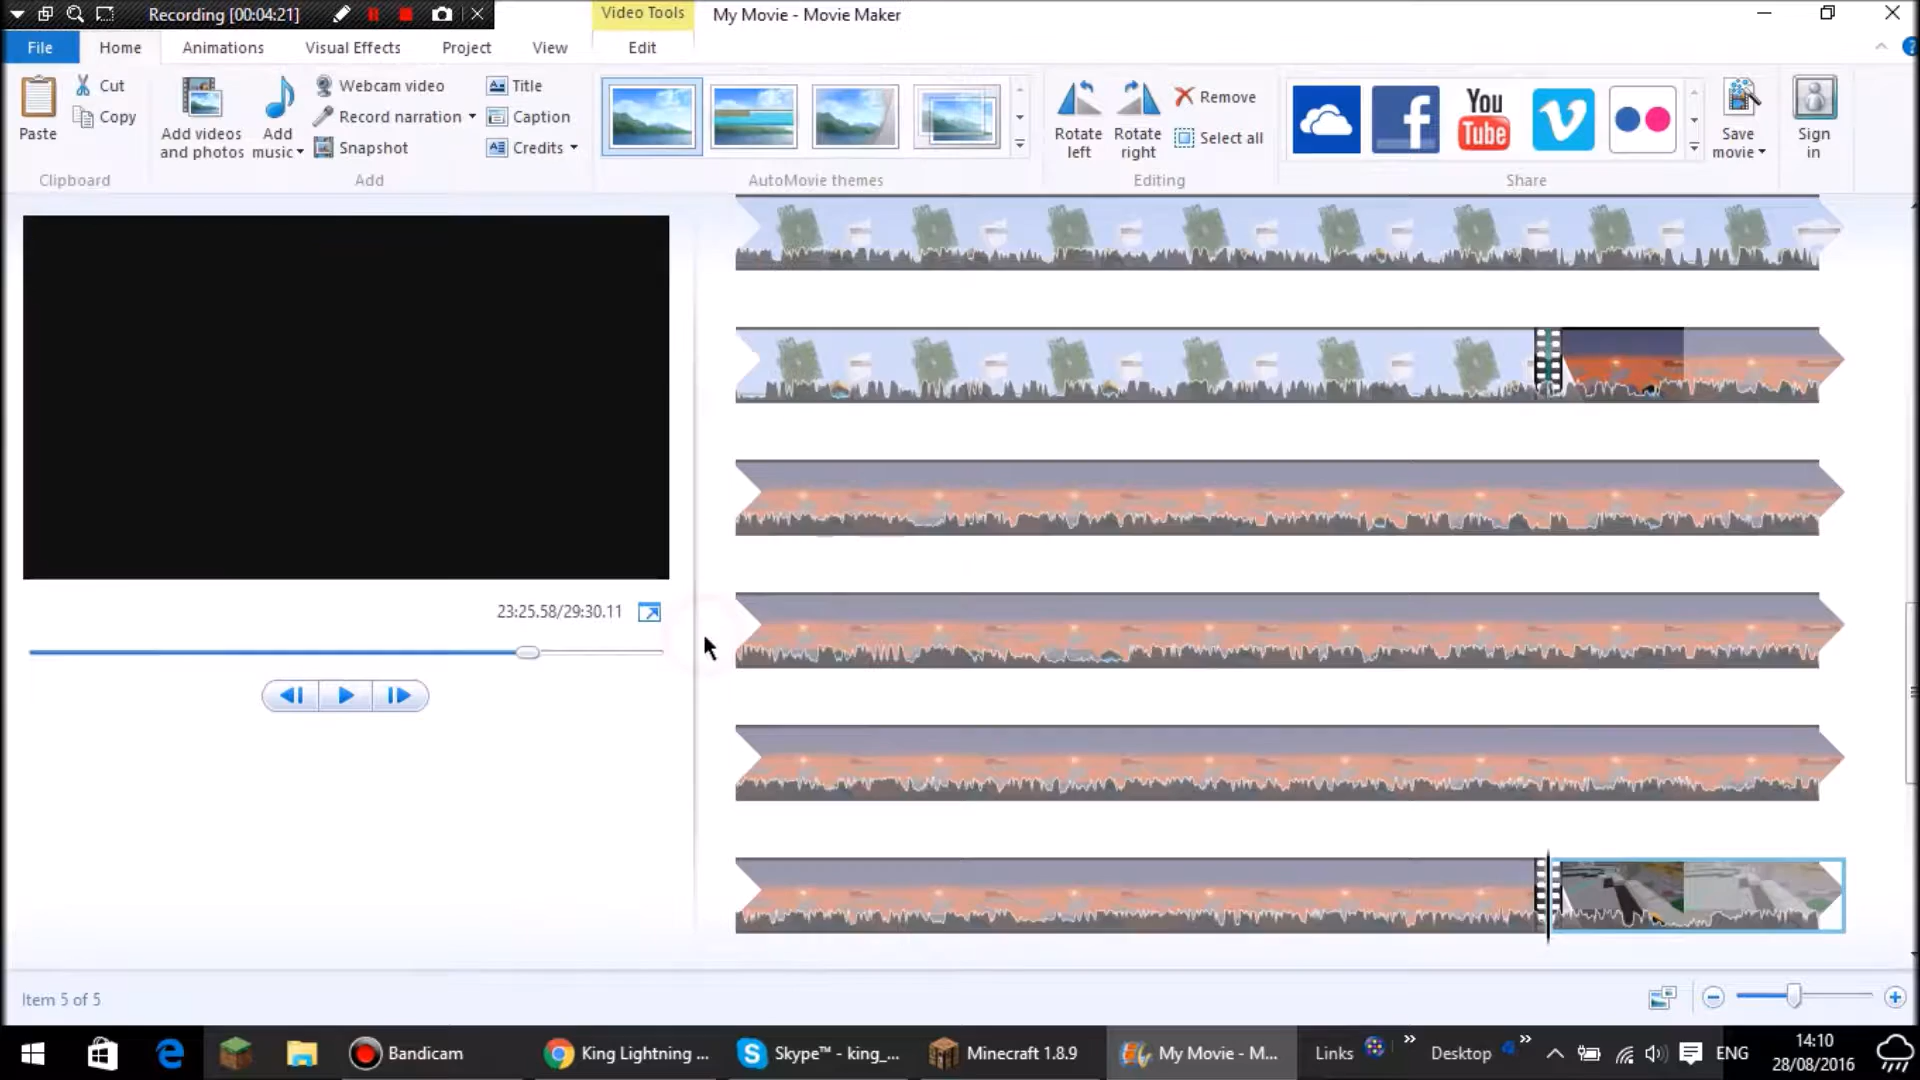 Recording [00:04:21]
Video Tools
My Movie - Movie Maker
File
Home
Animations
Visual Effects
Project
View
Edit
Paste
Cut
Copy
Clipboard
Add videos
and photos
Add
music
Webcam video
Record narration
Snapshot
Title
Caption
Credits
Add
AutoMovie themes
Rotate
left
Rotate
right
Remove
Select all
Editing
You
Tube
Share
Save
movie
Sign
in
23:25.58/29:30.11
Item 5 of 5
Bandicam
King Lightning ...
Skype™ - king_...
Minecraft 1.8.9
My Movie - M...
Links
Desktop
ENG
14:10
28/08/2016